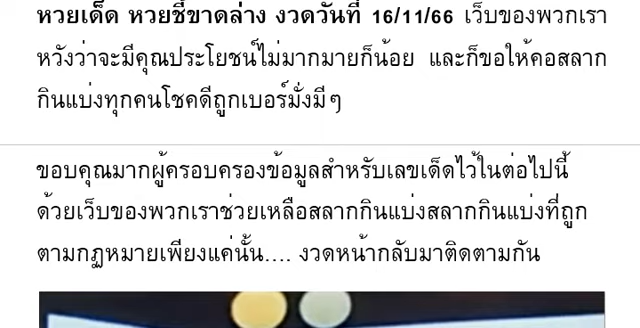 หวยเด็ด หวยชี้ขาดล่าง งวดวันที่ 16/11/66 เว็บของพวกเรา
หวังว่าจะมีคุณประโยชน์ไม่มากมายก็น้อย และก็ขอให้คอสลาก
กินแบ่งทุกคนโชคดีถูกเบอร์มั่งมีๆ
ขอบคุณมากผู้ครอบครองข้อมูลสำหรับเลขเด็ดไว้ในต่อไปนี้
ด้วยเว็บของพวกเราช่วยเหลือสลากกินแบ่งสลากกินแบ่งที่ถูก
ตามกฏหมายเพียงแค่นั้น.... งวดหน้ากลับมาติดตามกัน